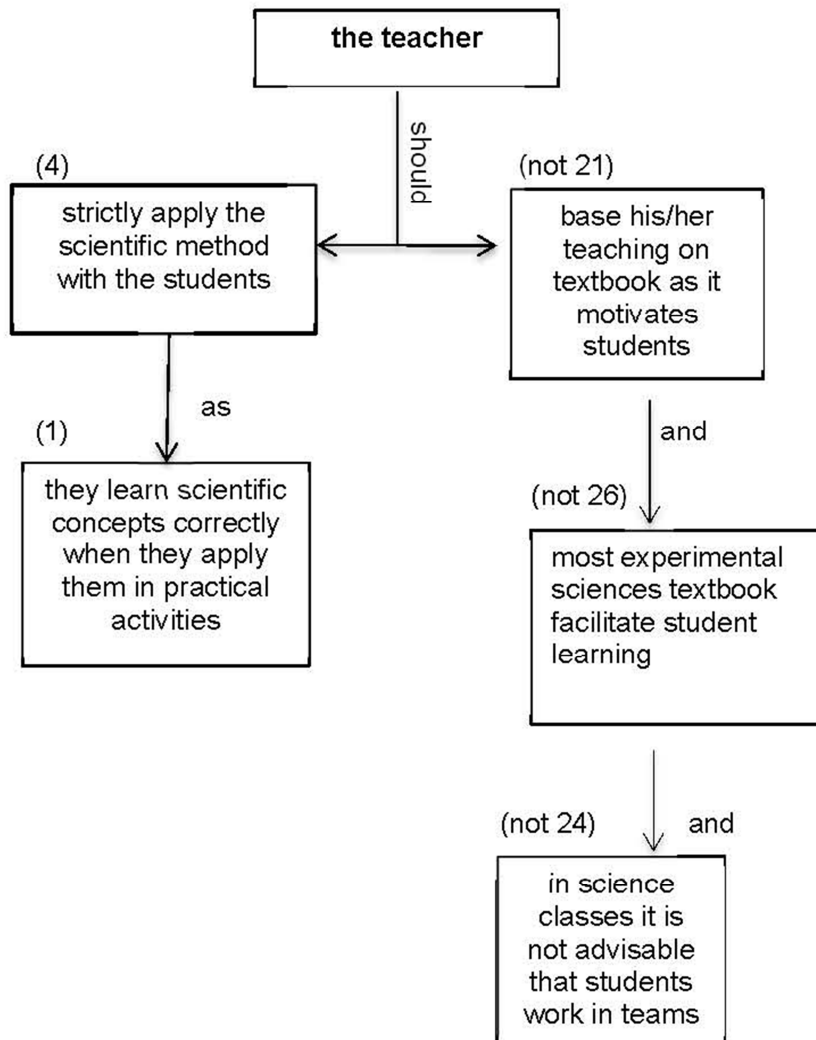 the teacher
should
(4)
strictly apply the
scientific method
with the students
(not 21)
base his/her
teaching on
textbook as it
motivates
students
as
(1)
they learn scientific
concepts correctly
when they apply
them in practical
activities
and
(not 26)
most experimental
sciences textbook
facilitate student
learning
(not 24)
and
in science
classes it is
not advisable
that students
work in teams